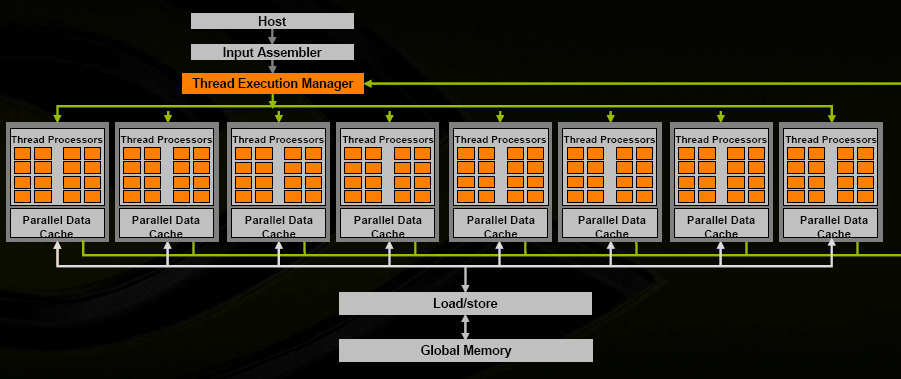 Host
Input Assembler
Thread Execution Manager
Thread Processors
Thread Processors
Thread Processors
Thread Processors
Thread Processors
Thread Processors
Thread Processors
Thread Processors
Parallel Data
Cache
Parallel Data
Cache
Parallel Data
Cache
Parallel Data
Cache
Parallel Data
Cache
Parallel Data
Cache
Parallel Data
Cache
Parallel Data
Cache
Load/store
Global Memory